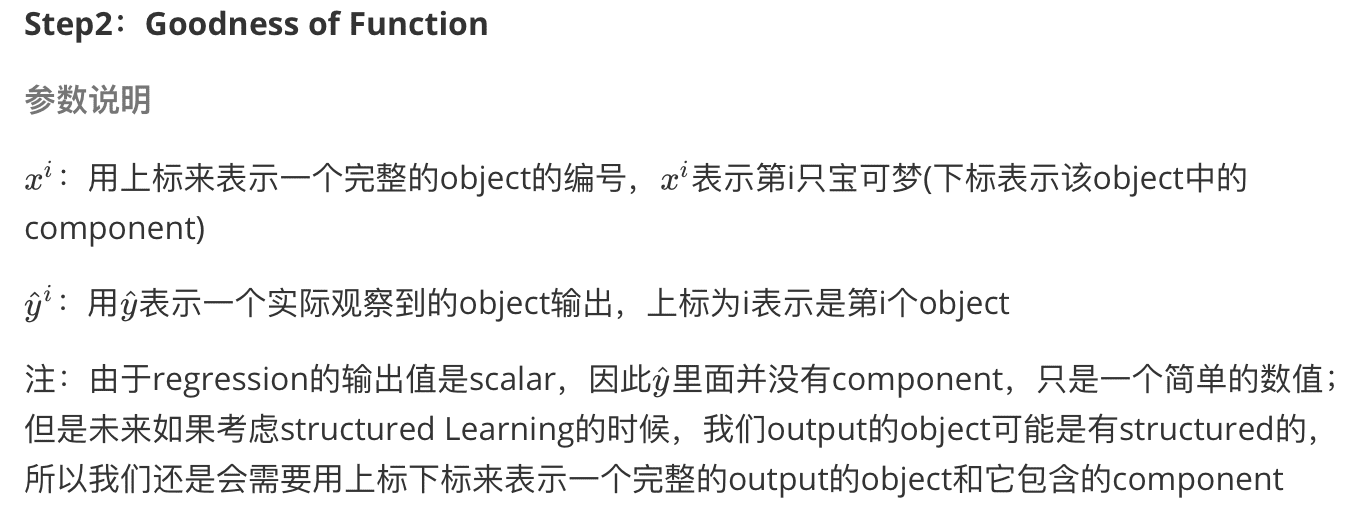 Step2：Goodness of Function
参数说明
xⁱ：用上标来表示一个完整的object的编号，xⁱ表示第i只宝可梦(下标表示该object中的
component)
ŷⁱ：用ŷ表示一个实际观察到的object输出，上标为i表示是第i个object
注：由于regression的输出值是scalar，因此ŷ里面并没有component，只是一个简单的数值；
但是未来如果考虑structured Learning的时候，我们output的object可能是有structured的，
所以我们还是会需要用上标下标来表示一个完整的output的object和它包含的component